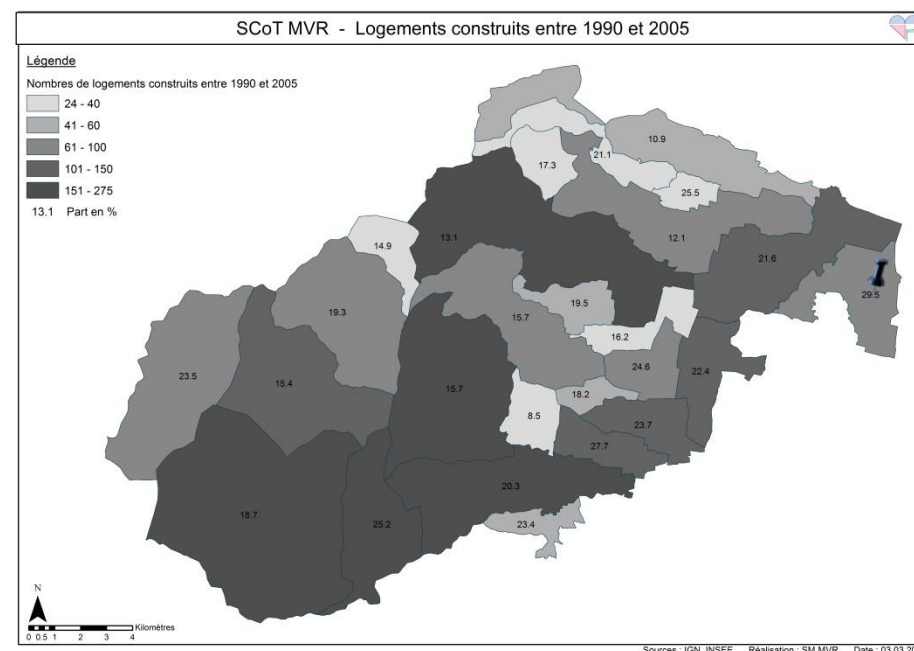 SCoT MVR - Logements construits entre 1990 et 2005
Légende
Nombres de logements construits entre 1990 et 2005
24 - 40
41 - 60
61 - 100
101 - 150
151 - 275
13.1 Part en %
10.9
21.1
17.3
25.5
12.1
13.1
14.9
21.6
29.5
19.5
19.3
15.7
16.2
24.6
22.4
23.5
15.4
15.7
18.2
8.5
23.7
27.7
20.3
18.7
25.2
23.4
N
0 0.5 1 2 3 4 Kilomètres
Sources : IGN, INSEE Réalisation : SM MVR Date : 03.03.20